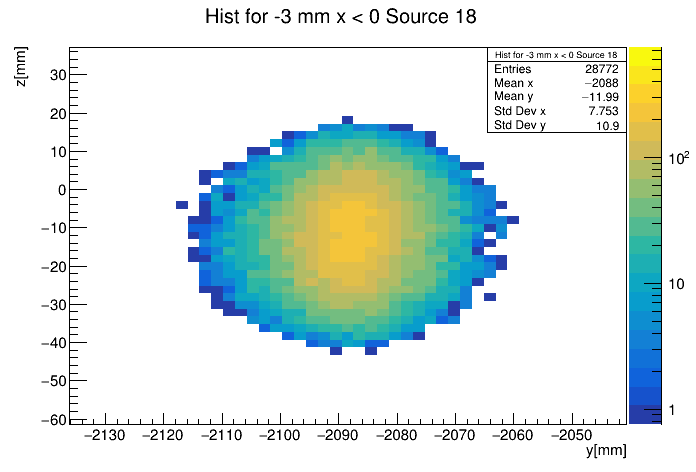 Hist for -3 mm x < 0 Source 18
z[mm]
Hist for -3 mm x < 0 Source 18
Entries 28772
Mean x −2088
Mean y −11.99
Std Dev x 7.753
Std Dev y 10.9
30
20
10
0
−10
−20
−30
−40
−50
−60
10²
10
1
−2130 −2120 −2110 −2100 −2090 −2080 −2070 −2060 −2050
y[mm]